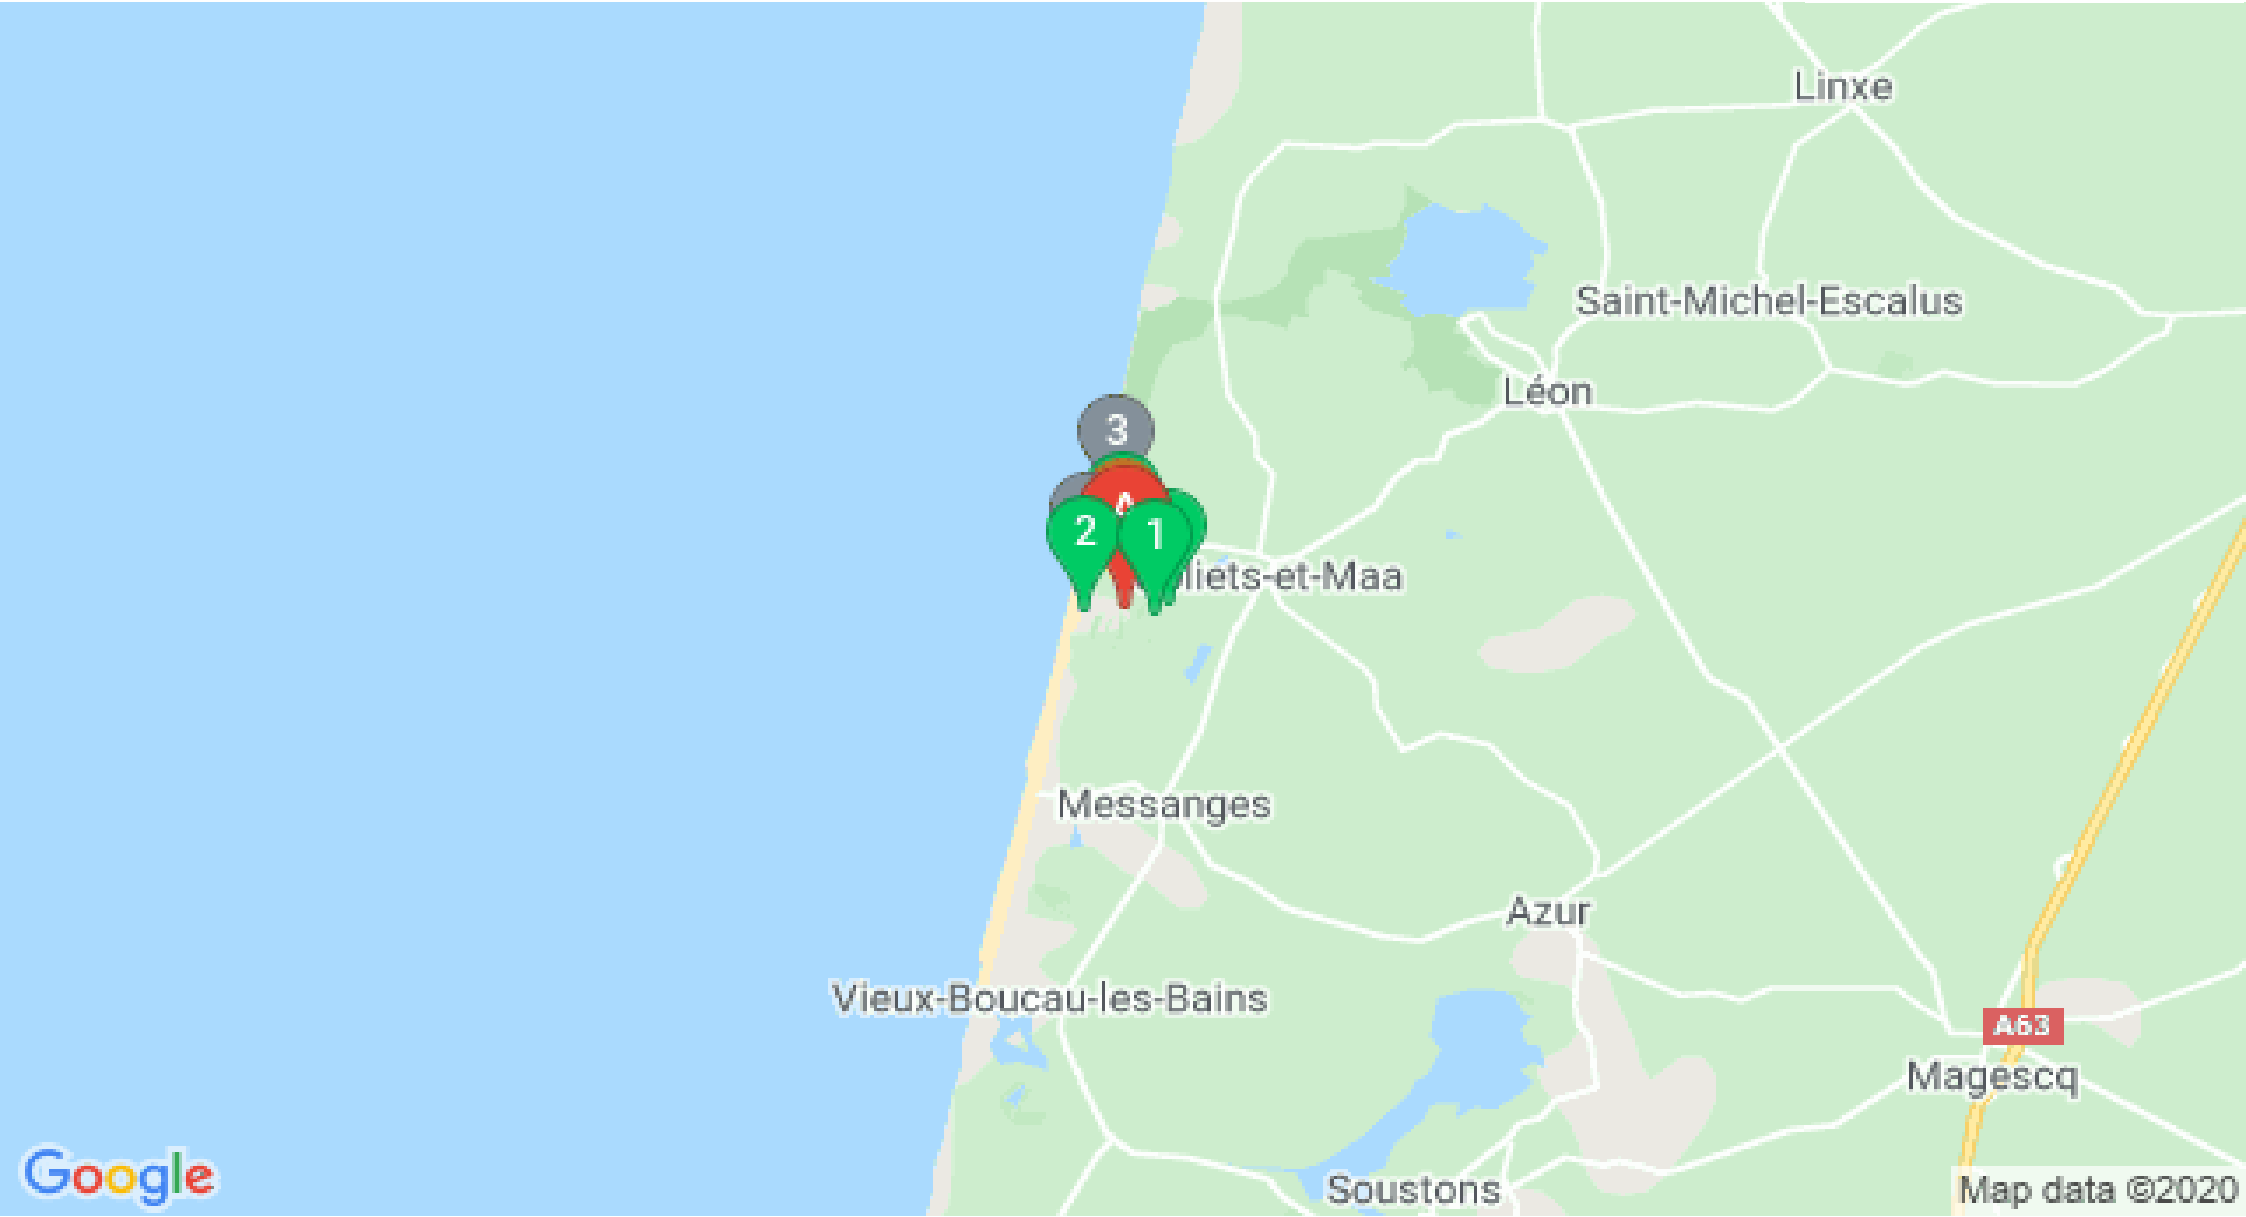 Linxe
Saint-Michel-Escalus
Léon
3
2
1
liets-et-Maa
Messanges
Azur
Vieux-Boucau-les-Bains
A63
Magescq
Soustons
Google
Map data ©2020